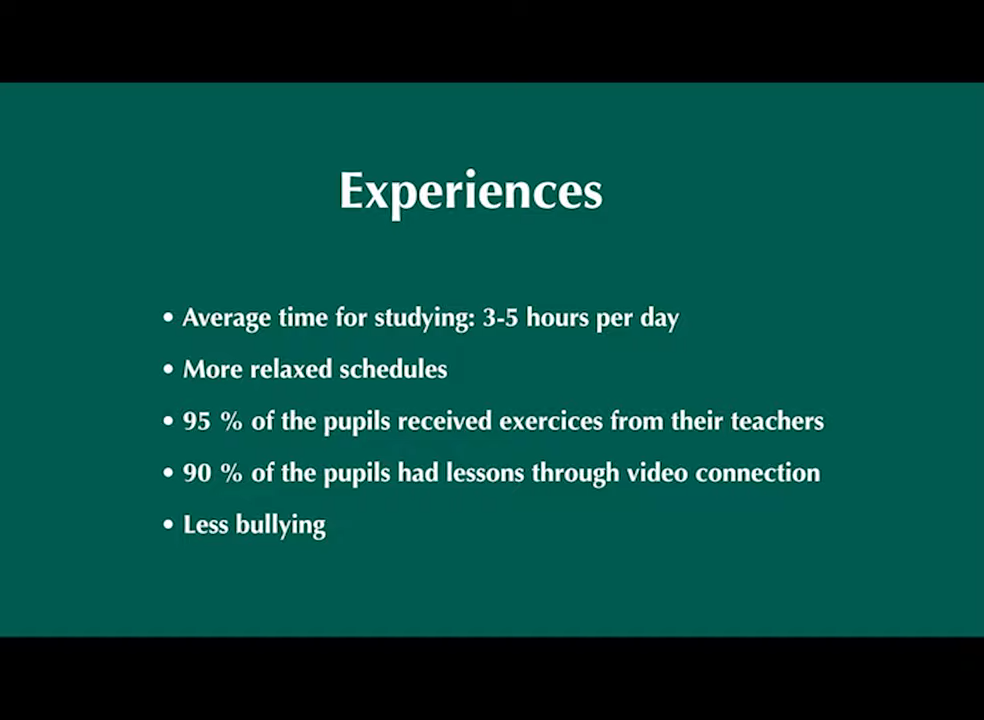 Experiences
• Average time for studying: 3-5 hours per day
• More relaxed schedules
• 95 % of the pupils received exercices from their teachers
• 90 % of the pupils had lessons through video connection
• Less bullying